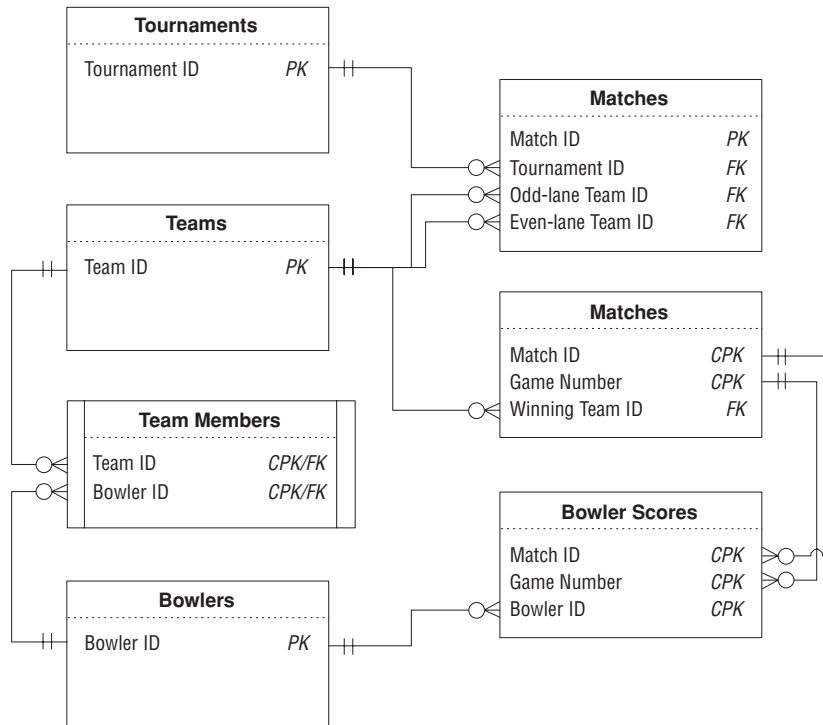 Tournaments
Tournament ID PK
Matches
Match ID PK
Tournament ID FK
Odd-lane Team ID FK
Even-lane Team ID FK
Teams
Team ID PK
Matches
Match ID CPK
Game Number CPK
Winning Team ID FK
Team Members
Team ID CPK/FK
Bowler ID CPK/FK
Bowler Scores
Match ID CPK
Game Number CPK
Bowler ID CPK
Bowlers
Bowler ID PK